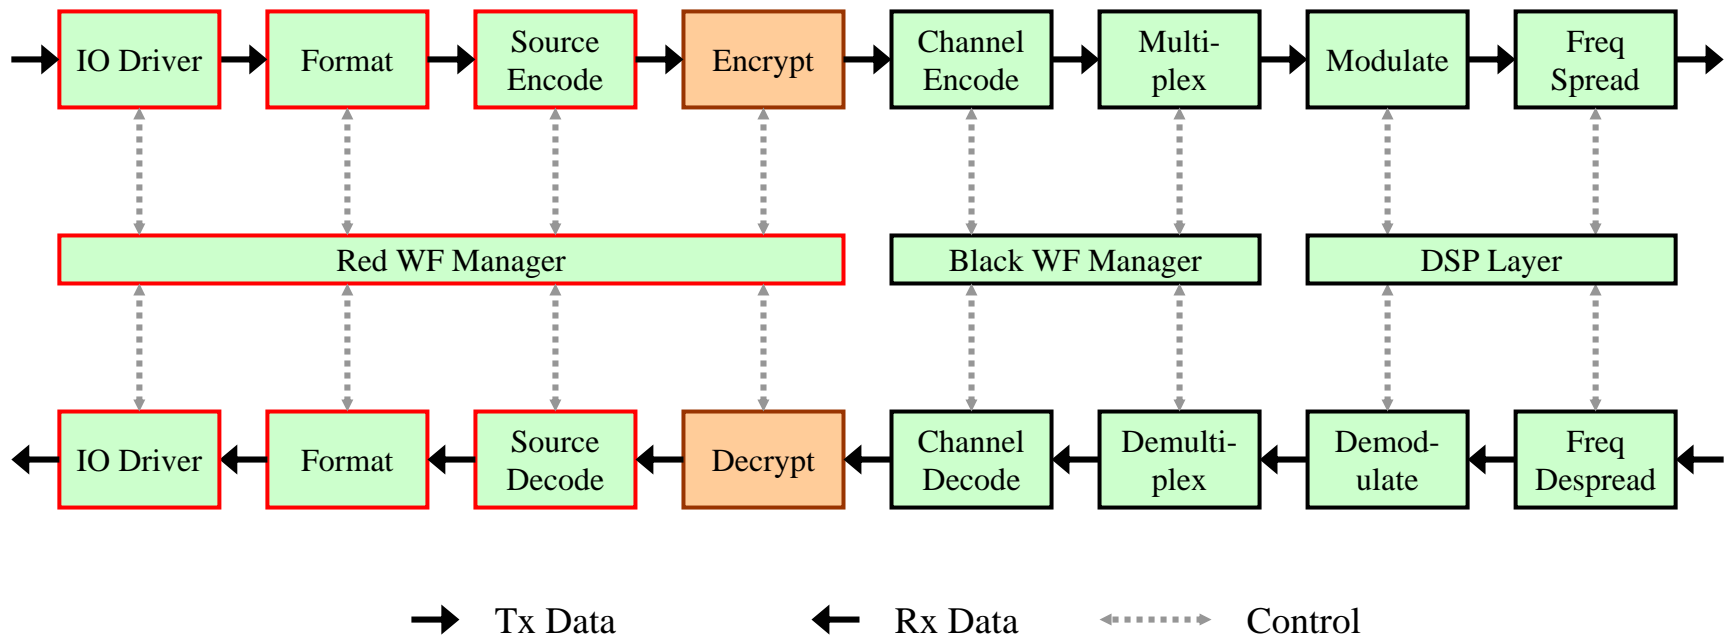 IO Driver
Format
Source
Encode
Encrypt
Channel
Encode
Multi-
plex
Modulate
Freq
Spread
Red WF Manager
Black WF Manager
DSP Layer
IO Driver
Format
Source
Decode
Decrypt
Channel
Decode
Demulti-
plex
Demod-
ulate
Freq
Despread
Tx Data
Rx Data
Control